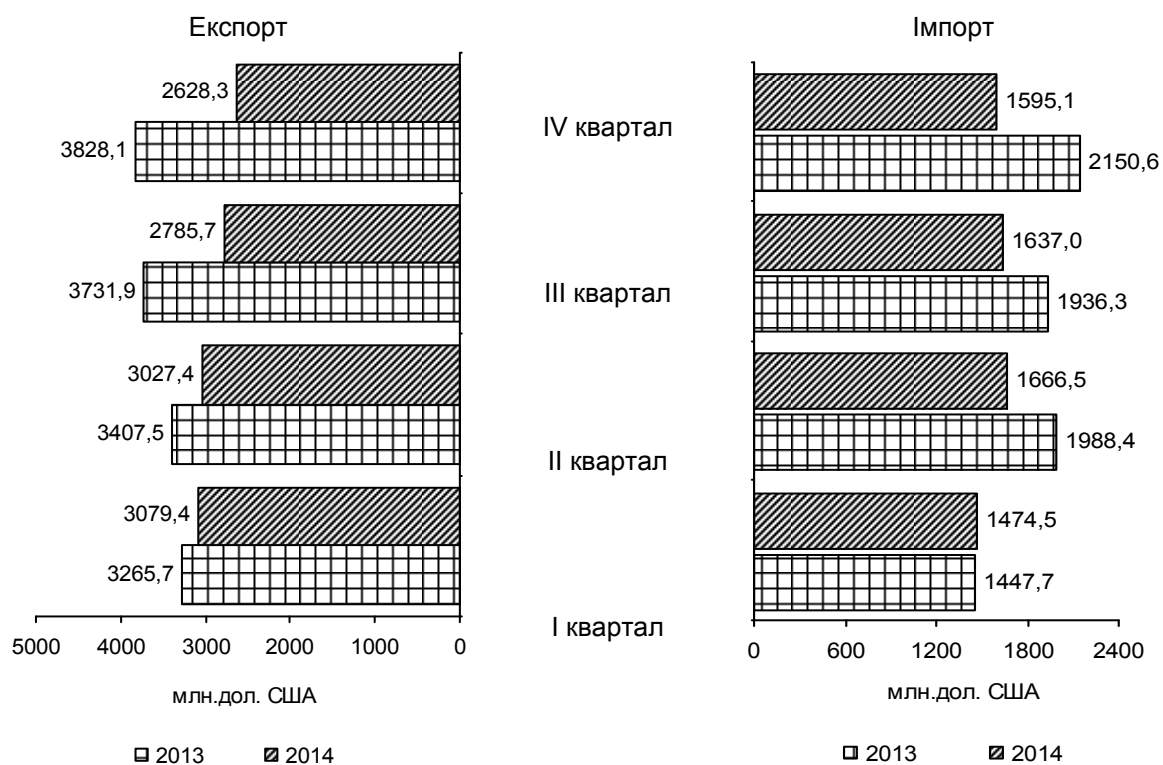 Експорт
2628,3
3828,1
2785,7
3731,9
3027,4
3407,5
3079,4
3265,7
5000 4000 3000 2000 1000 0
млн.дол. США
2013 2014
IV квартал
III квартал
II квартал
I квартал
Імпорт
1595,1
2150,6
1637,0
1936,3
1666,5
1988,4
1474,5
1447,7
0 600 1200 1800 2400
млн.дол. США
2013 2014